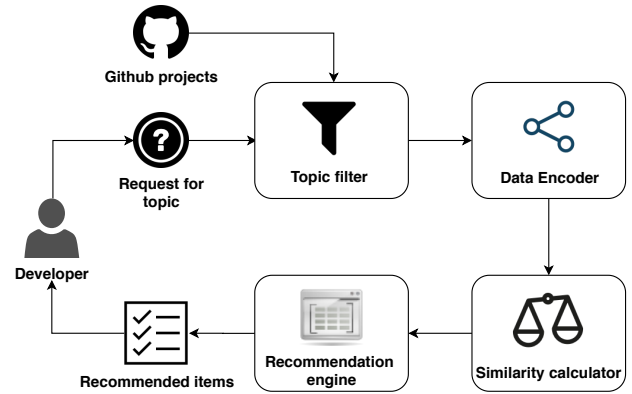 Github projects
?
Request for
topic
Topic filter
Data Encoder
Developer
Recommended items
Recommendation
engine
Similarity calculator